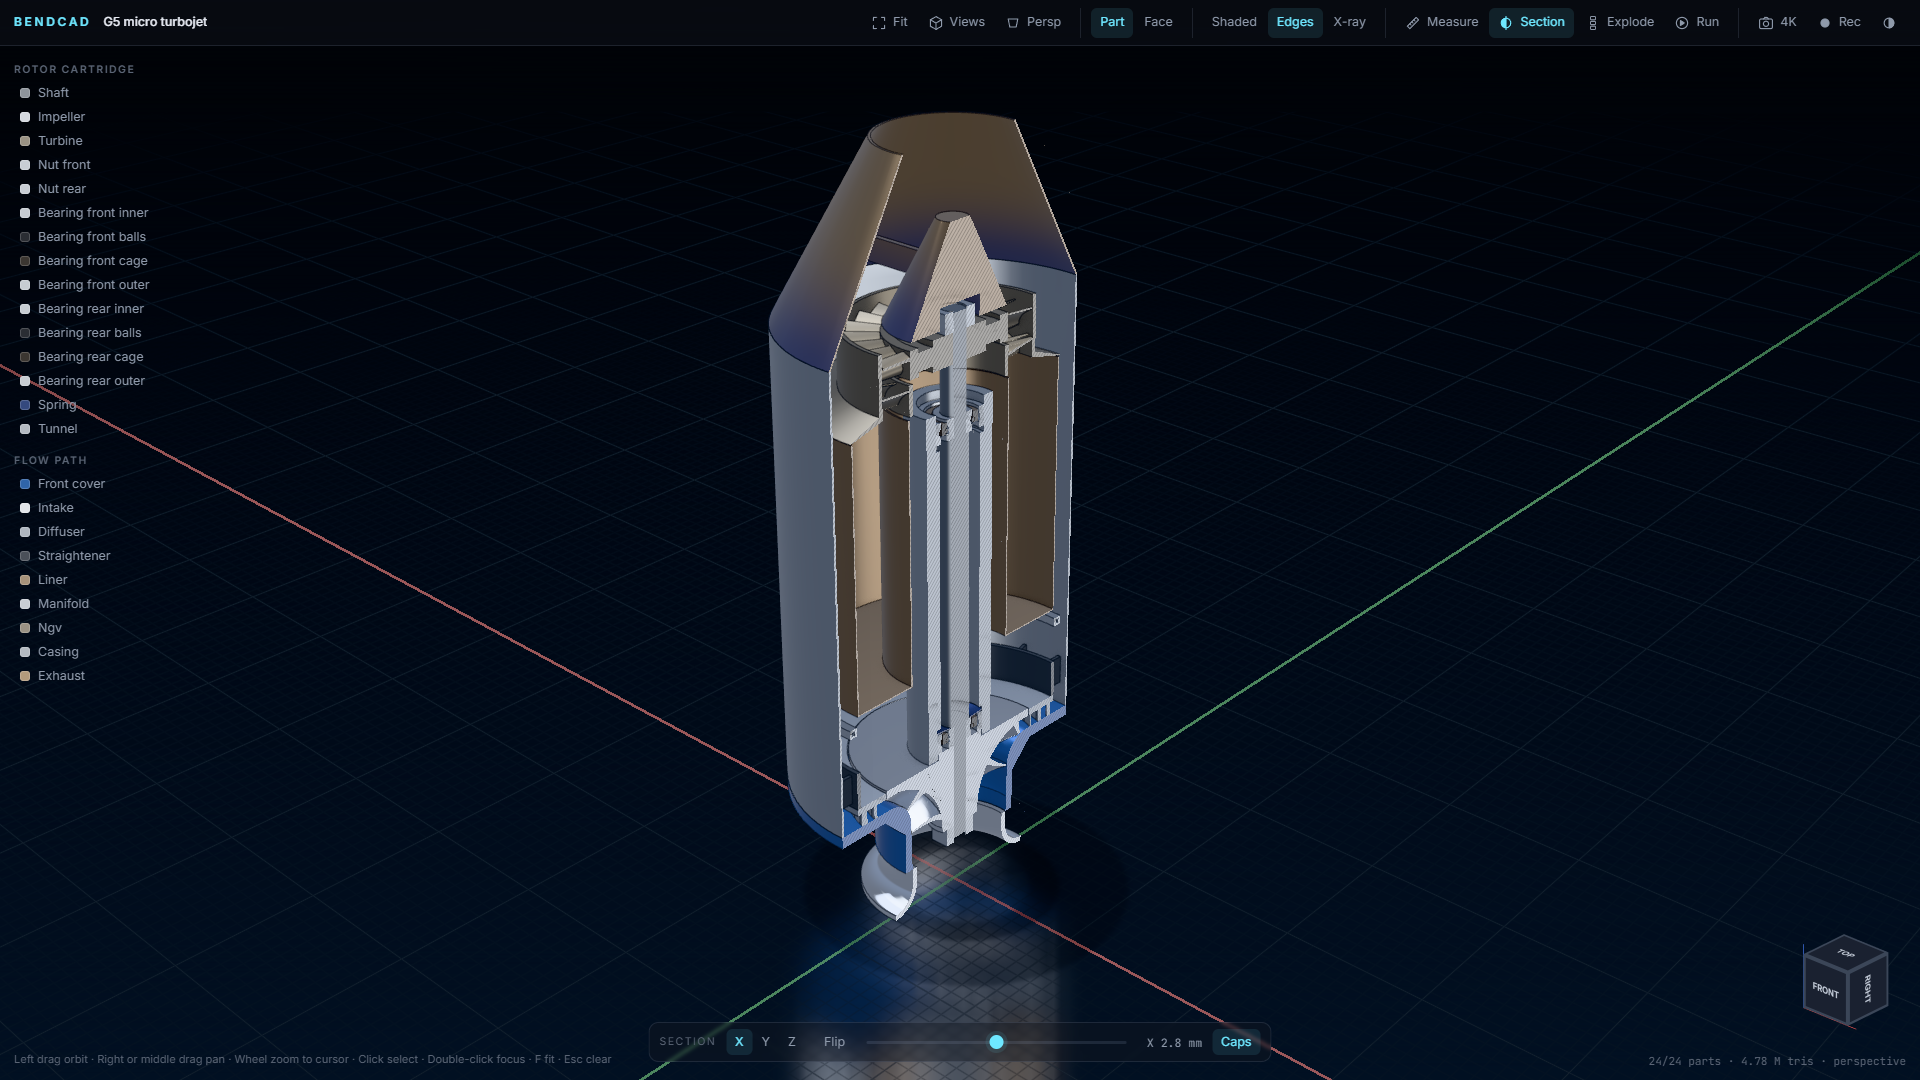 BENDCAD G5 micro turbojet Fit Views Persp Part Face Shaded Edges X-ray Measure Section Explode Run 4K Rec
ROTOR CARTRIDGE
Shaft
Impeller
Turbine
Nut front
Nut rear
Bearing front inner
Bearing front balls
Bearing front cage
Bearing front outer
Bearing rear inner
Bearing rear balls
Bearing rear cage
Bearing rear outer
Spring
Tunnel
FLOW PATH
Front cover
Intake
Diffuser
Straightener
Liner
Manifold
Ngv
Casing
Exhaust
TOP
FRONT
RIGHT
SECTION X Y Z Flip X 2.8 mm Caps
Left drag orbit · Right or middle drag pan · Wheel zoom to cursor · Click select · Double-click focus · F fit · Esc clear
24/24 parts · 4.78 M tris · perspective